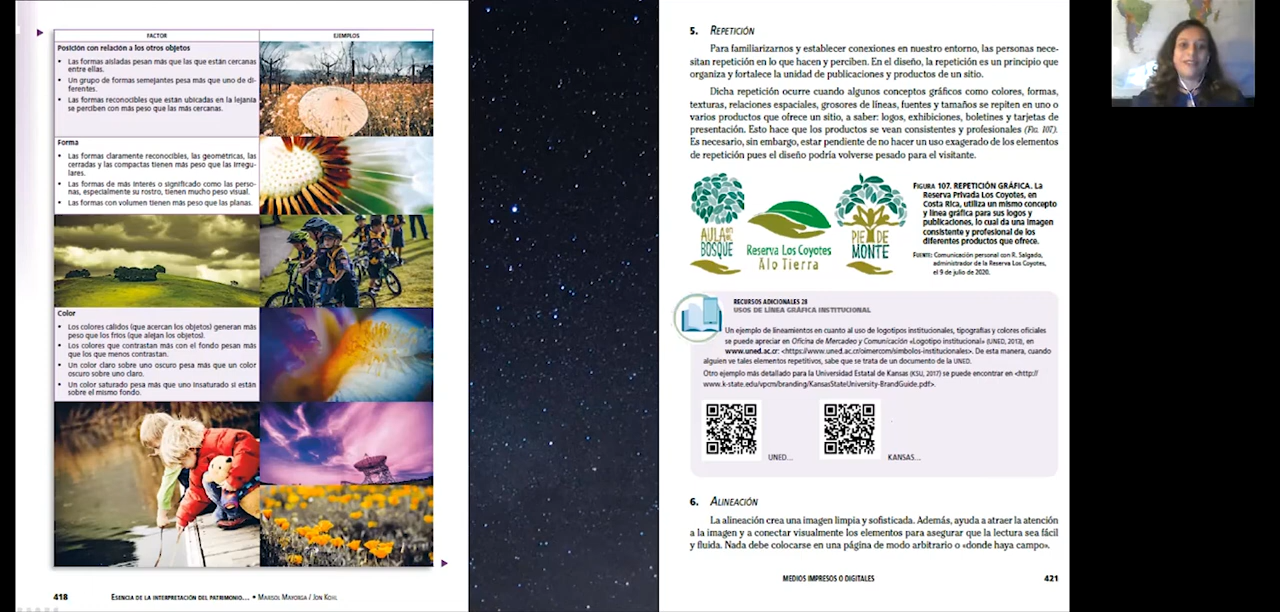 FACTOR
EJEMPLOS
Posición con relación a los otros objetos
• Las formas aisladas pesan más que las que están cercanas
entre ellas.
• Un grupo de formas semejantes pesa más que uno de di-
ferentes.
• Las formas reconocibles que están ubicadas en la lejanía
se perciben con más peso que las más cercanas.
Forma
• Las formas claramente reconocibles, las geométricas, las
cerradas y las compactas tienen más peso que las irregu-
lares.
• Las formas de más interés o significado como las perso-
nas, especialmente su rostro, tienen mucho peso visual.
• Las formas con volumen tienen más peso que las planas.
Color
• Los colores cálidos (que acercan los objetos) generan más
peso que los fríos (que alejan los objetos).
• Los colores que contrastan más con el fondo pesan más
que los que menos contrastan.
• Un color claro sobre uno oscuro pesa más que un color
oscuro sobre uno claro.
• Un color saturado pesa más que uno insaturado si están
sobre el mismo fondo.
418
ESENCIA DE LA INTERPRETACIÓN DEL PATRIMONIO... • MARISOL MAYORGA / JON KOHL
5. REPETICIÓN
Para familiarizarnos y establecer conexiones en nuestro entorno, las personas nece-
sitan repetición en lo que hacen y perciben. En el diseño, la repetición es un principio que
organiza y fortalece la unidad de publicaciones y productos de un sitio.
Dicha repetición ocurre cuando algunos conceptos gráficos como colores, formas,
texturas, relaciones espaciales, grosores de líneas, fuentes y tamaños se repiten en uno o
varios productos que ofrece un sitio, a saber: logos, exhibiciones, boletines y tarjetas de
presentación. Esto hace que los productos se vean consistentes y profesionales (FIG. 107).
Es necesario, sin embargo, estar pendiente de no hacer un uso exagerado de los elementos
de repetición pues el diseño podría volverse pesado para el visitante.
AULA en el
BOSQUE
Reserva Los Coyotes
Alo Tierra
PIE DE
MONTE
FIGURA 107. REPETICIÓN GRÁFICA. La
Reserva Privada Los Coyotes, en
Costa Rica, utiliza un mismo concepto
y línea gráfica para sus logos y
publicaciones, lo cual da una imagen
consistente y profesional de los
diferentes productos que ofrece.
FUENTE: Comunicación personal con R. Salgado,
administrador de la Reserva Los Coyotes,
el 9 de julio de 2020.
RECURSOS ADICIONALES 28
USOS DE LÍNEA GRÁFICA INSTITUCIONAL
Un ejemplo de lineamientos en cuanto al uso de logotipos institucionales, tipografías y colores oficiales
se puede apreciar en Oficina de Mercadeo y Comunicación «Logotipo institucional» (UNED, 2013), en
www.uned.ac.cr: <https://www.uned.ac.cr/oimercom/simbolos-institucionales>. De esta manera, cuando
alguien ve tales elementos repetitivos, sabe que se trata de un documento de la UNED.
Otro ejemplo más detallado para la Universidad Estatal de Kansas (KSU, 2017) se puede encontrar en <http://
www.k-state.edu/vpcm/branding/KansasStateUniversity-BrandGuide.pdf>.
UNED...
KANSAS...
6. ALINEACIÓN
La alineación crea una imagen limpia y sofisticada. Además, ayuda a atraer la atención
a la imagen y a conectar visualmente los elementos para asegurar que la lectura sea fácil
y fluida. Nada debe colocarse en una página de modo arbitrario o «donde haya campo».
MEDIOS IMPRESOS O DIGITALES
421